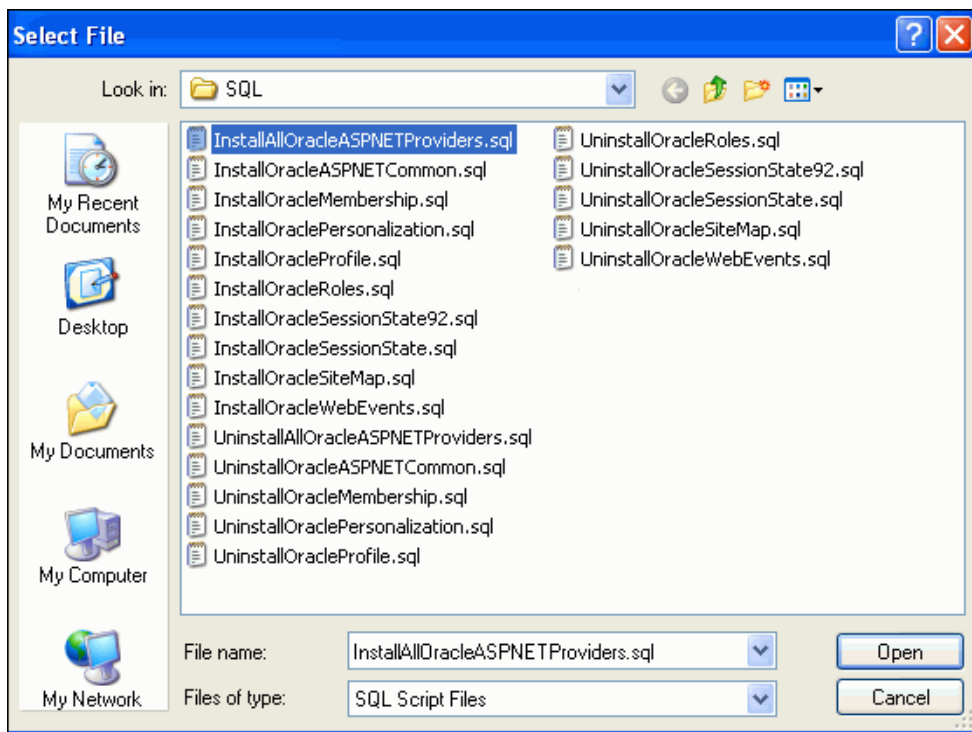 Select File
Look in: SQL
My Recent
Documents
Desktop
My Documents
My Computer
My Network
InstallAllOracleASPNETProviders.sql
InstallOracleASPNETCommon.sql
InstallOracleMembership.sql
InstallOraclePersonalization.sql
InstallOracleProfile.sql
InstallOracleRoles.sql
InstallOracleSessionState92.sql
InstallOracleSessionState.sql
InstallOracleSiteMap.sql
InstallOracleWebEvents.sql
UninstallAllOracleASPNETProviders.sql
UninstallOracleASPNETCommon.sql
UninstallOracleMembership.sql
UninstallOraclePersonalization.sql
UninstallOracleProfile.sql
UninstallOracleRoles.sql
UninstallOracleSessionState92.sql
UninstallOracleSessionState.sql
UninstallOracleSiteMap.sql
UninstallOracleWebEvents.sql
File name: InstallAllOracleASPNETProviders.sql Open
Files of type: SQL Script Files Cancel